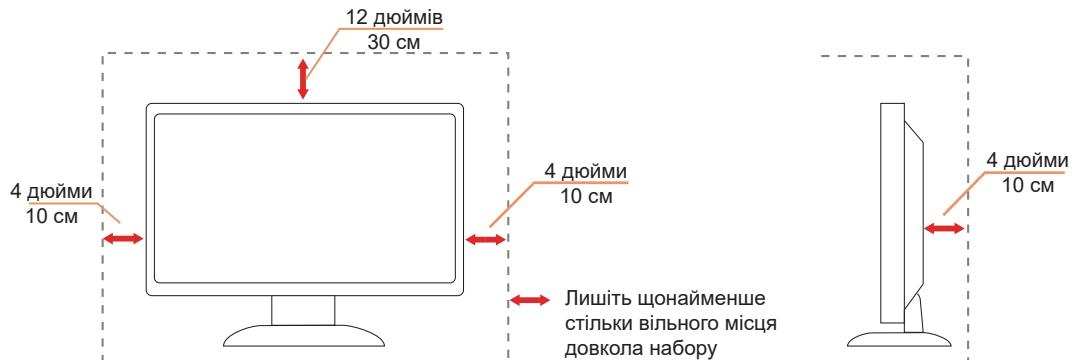 12 дюймів
30 см
4 дюйми
10 см
4 дюйми
10 см
4 дюйми
10 см
Лишіть щонайменше
стільки вільного місця
довкола набору